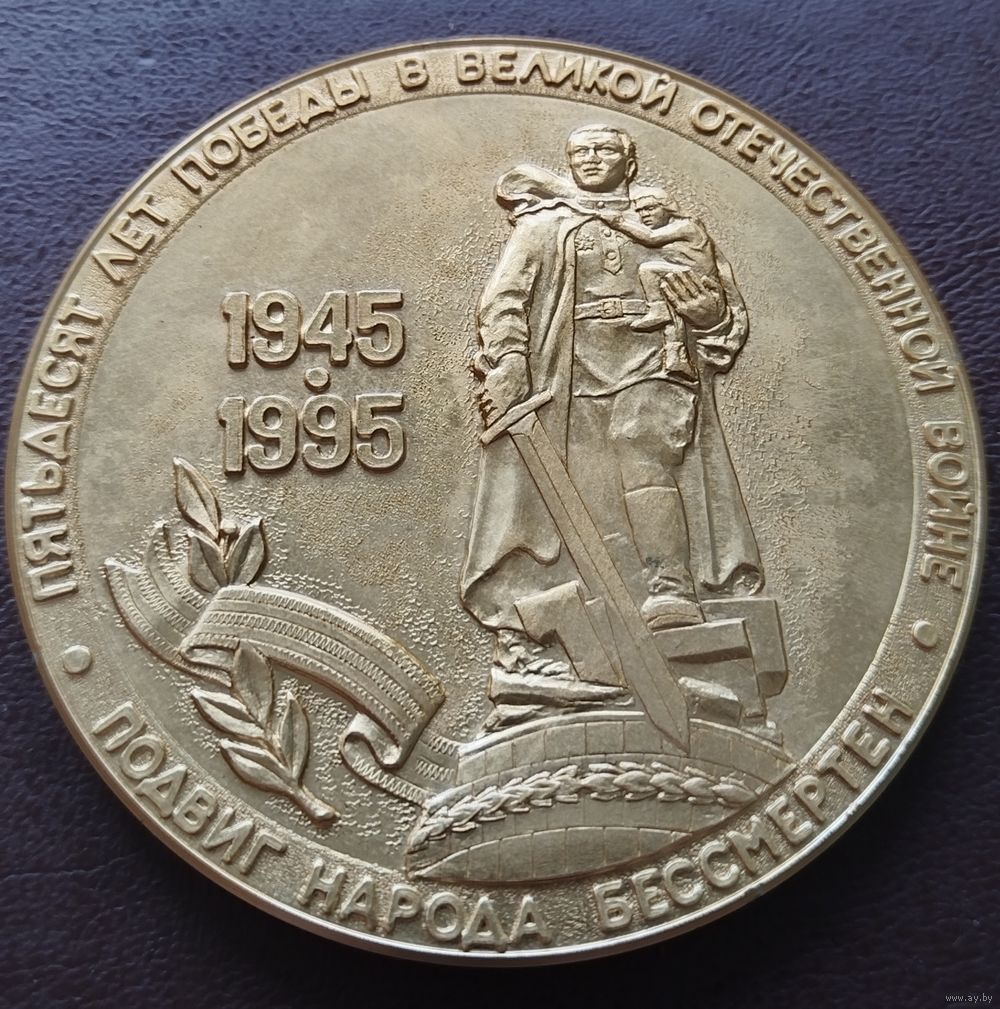 ПЯТЬДЕСЯТ ЛЕТ ПОБЕДЫ В ВЕЛИКОЙ ОТЕЧЕСТВЕННОЙ ВОЙНЕ
1945
1995
• ПОДВИГ НАРОДА БЕССМЕРТЕН •
www.ay.by